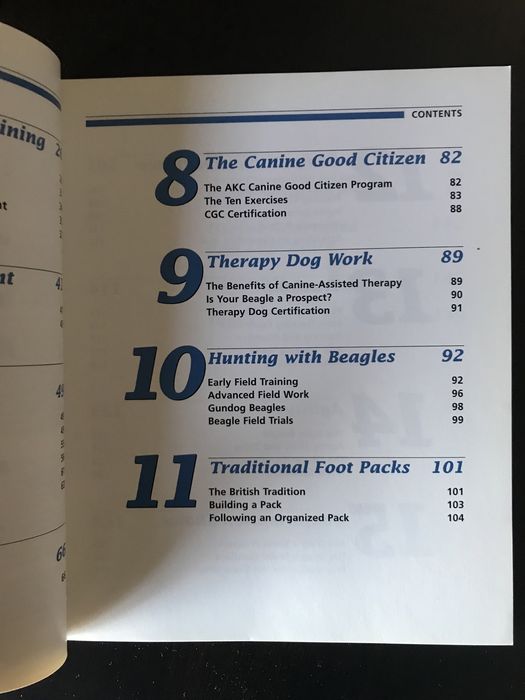 ining
CONTENTS
8 The Canine Good Citizen 82
The AKC Canine Good Citizen Program 82
The Ten Exercises 83
CGC Certification 88
9 Therapy Dog Work 89
The Benefits of Canine-Assisted Therapy 89
Is Your Beagle a Prospect? 90
Therapy Dog Certification 91
10 Hunting with Beagles 92
Early Field Training 92
Advanced Field Work 96
Gundog Beagles 98
Beagle Field Trials 99
11 Traditional Foot Packs 101
The British Tradition 101
Building a Pack 103
Following an Organized Pack 104